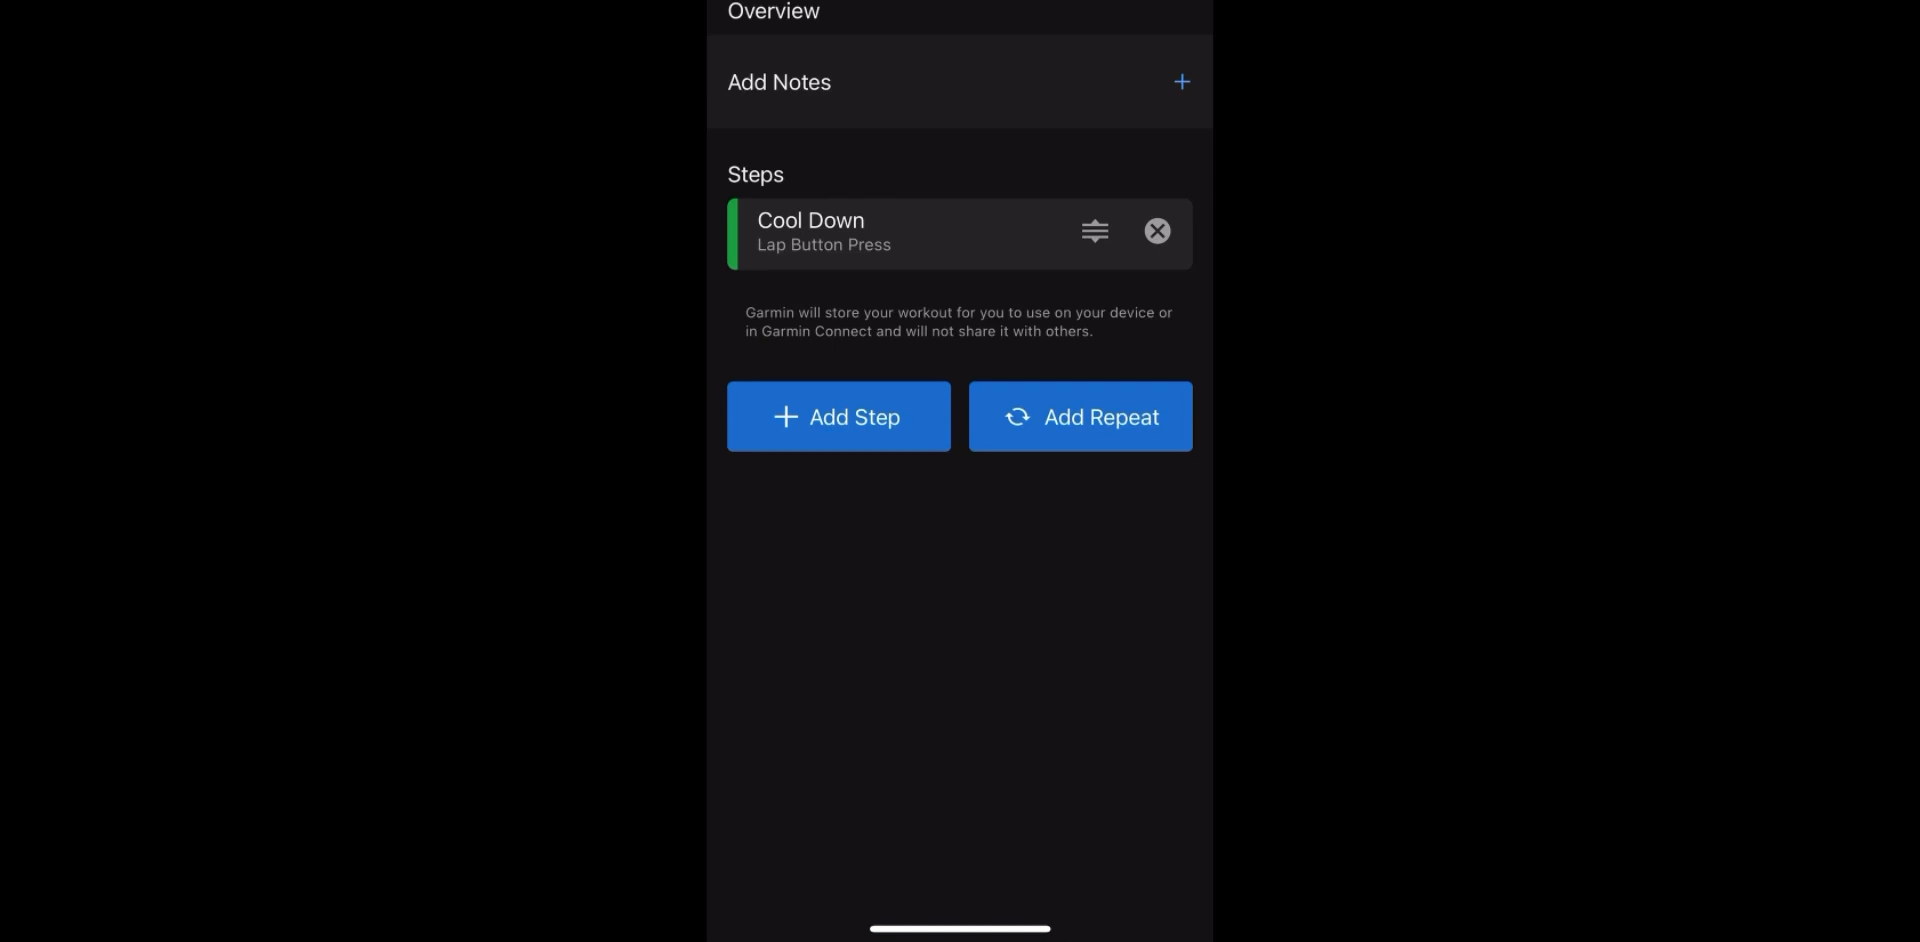 Overview
Add Notes
Steps
Cool Down
Lap Button Press
Garmin will store your workout for you to use on your device or
in Garmin Connect and will not share it with others.
Add Step
Add Repeat